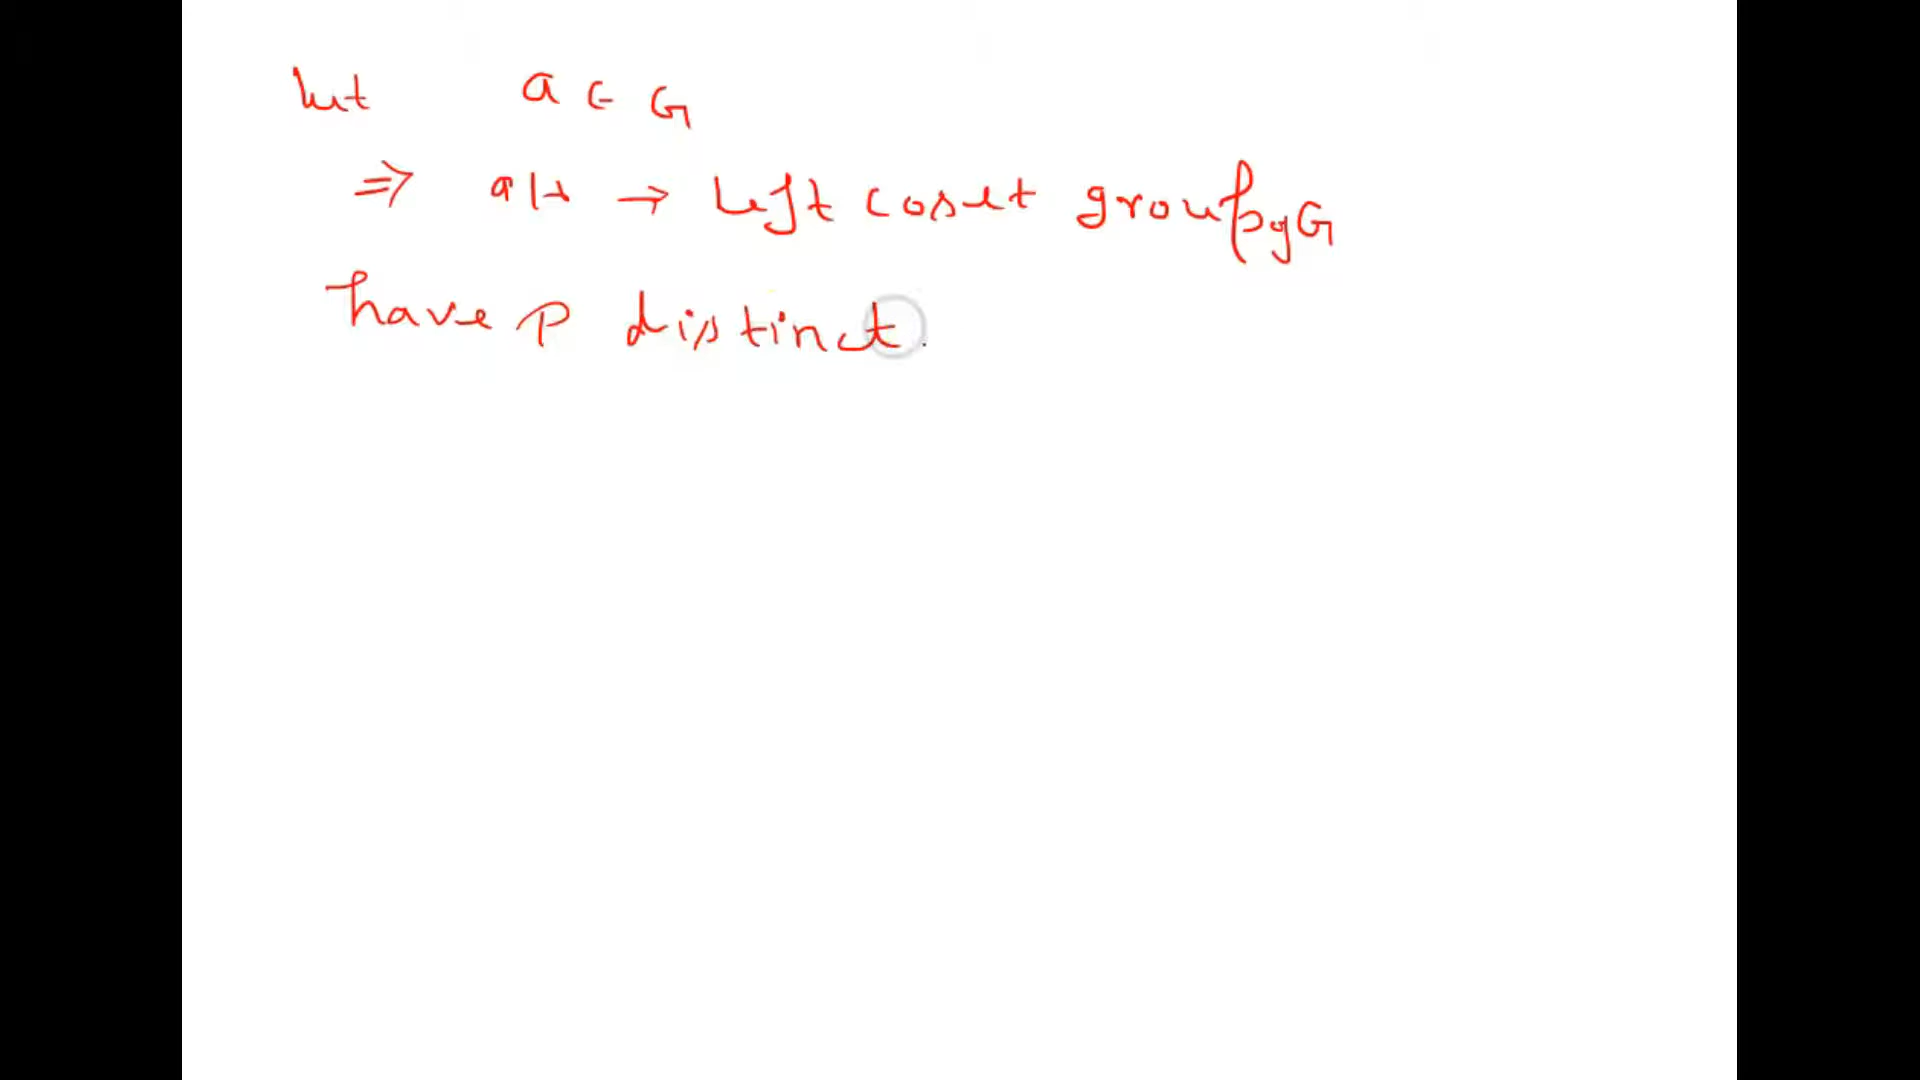 let a ∈ G
⇒ aH → Left coset group of G
have P distinct.